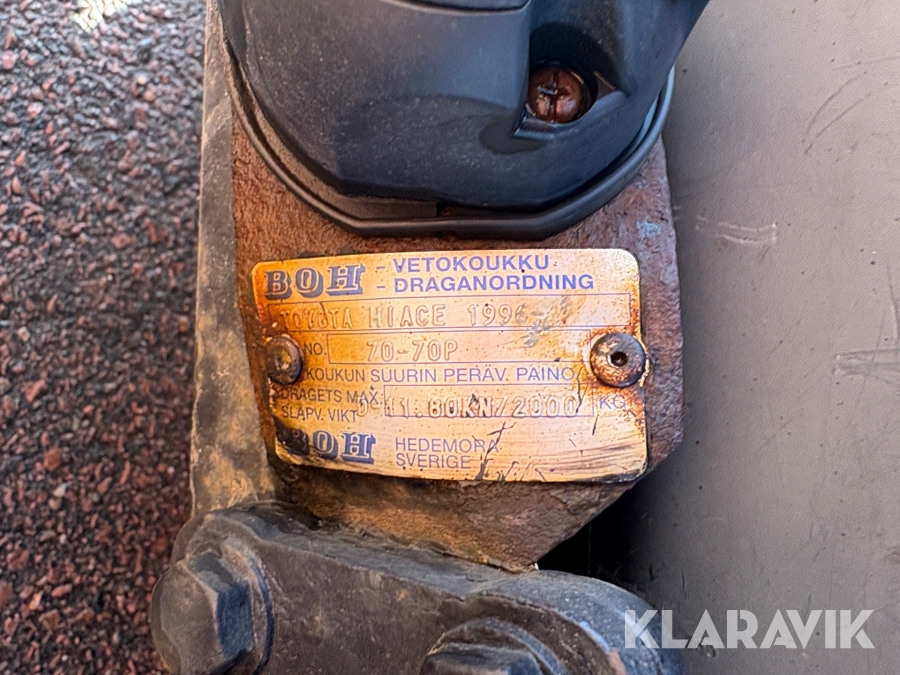 BOH - VETOKOUKKU
- DRAGANORDNING
TOYOTA HIACE 1996-
NO. 70-70P
KOUKUN SUURIN PERÄV. PAINO
DRAGETS MAX.
SLÄPV. VIKT D=11.80KN/2000 KG
BOH HEDEMORA
SVERIGE
KLARAVIK